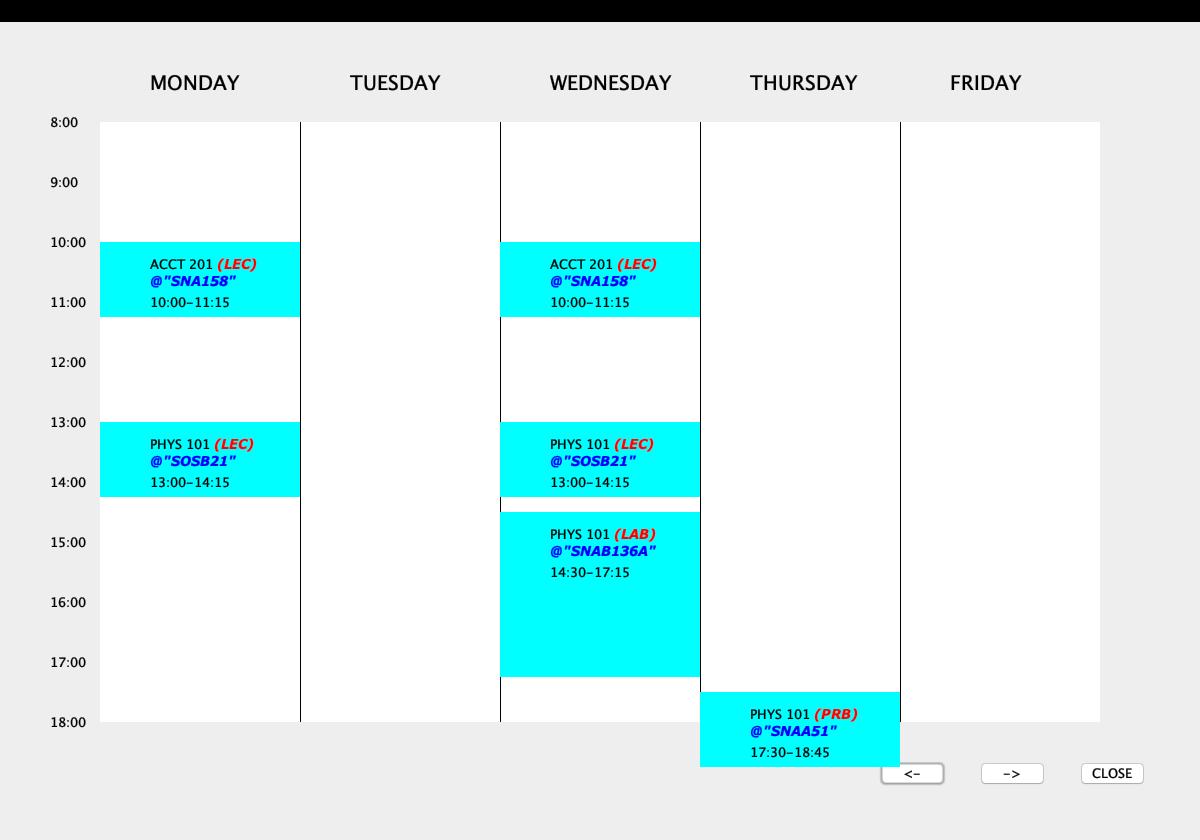 MONDAY TUESDAY WEDNESDAY THURSDAY FRIDAY
8:00
9:00
10:00
ACCT 201 (LEC) ACCT 201 (LEC)
@"SNA158" @"SNA158"
11:00 10:00-11:15 10:00-11:15
12:00
13:00
PHYS 101 (LEC) PHYS 101 (LEC)
@"SOSB21" @"SOSB21"
14:00 13:00-14:15 13:00-14:15
PHYS 101 (LAB)
15:00
@"SNAB136A"
14:30-17:15
16:00
17:00
PHYS 101 (PRB)
18:00
@"SNAA51"
17:30-18:45
<- -> CLOSE